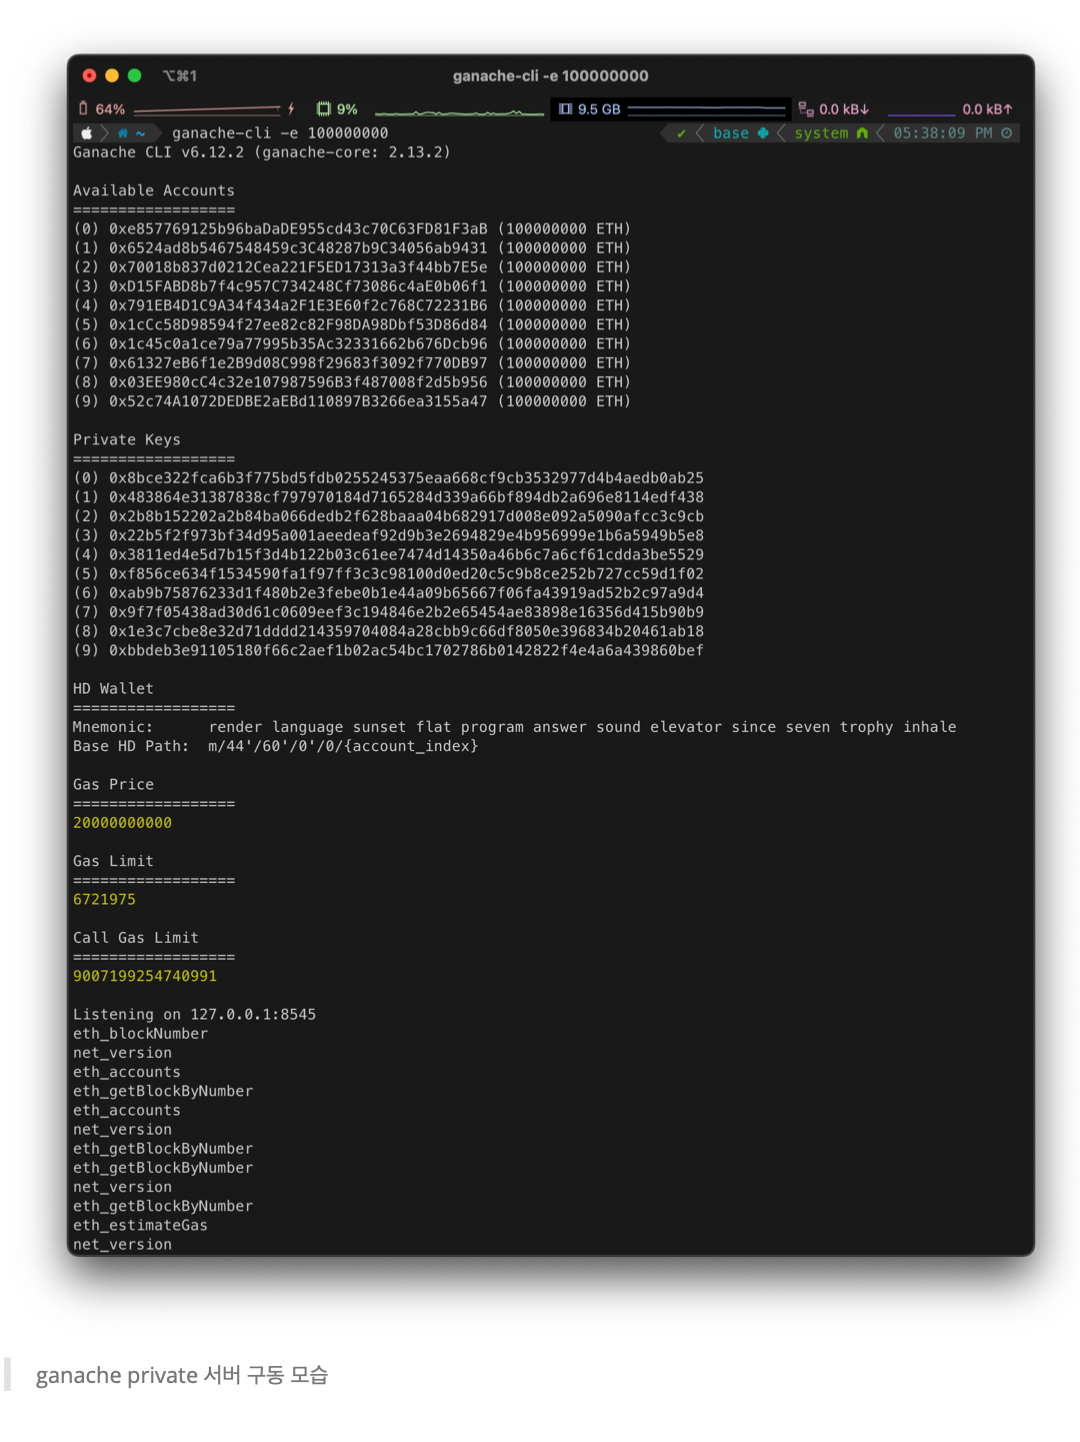 ⌥⌘1
ganache-cli -e 100000000
64%
9%
9.5 GB
0.0 kB↓
0.0 kB↑
~ ganache-cli -e 100000000
✔ base system 05:38:09 PM
Ganache CLI v6.12.2 (ganache-core: 2.13.2)
Available Accounts
==================
(0) 0xe857769125b96baDaDE955cd43c70C63FD81F3aB (100000000 ETH)
(1) 0x6524ad8b5467548459c3C48287b9C34056ab9431 (100000000 ETH)
(2) 0x70018b837d0212Cea221F5ED17313a3f44bb7E5e (100000000 ETH)
(3) 0xD15FABD8b7f4c957C734248Cf73086c4aE0b06f1 (100000000 ETH)
(4) 0x791EB4D1C9A34f434a2F1E3E60f2c768C72231B6 (100000000 ETH)
(5) 0x1cCc58D98594f27ee82c82F98DA98Dbf53D86d84 (100000000 ETH)
(6) 0x1c45c0a1ce79a77995b35Ac32331662b676Dcb96 (100000000 ETH)
(7) 0x61327eB6f1e2B9d08C998f29683f3092f770DB97 (100000000 ETH)
(8) 0x03EE980cC4c32e107987596B3f487008f2d5b956 (100000000 ETH)
(9) 0x52c74A1072DEDBE2aEBd110897B3266ea3155a47 (100000000 ETH)
Private Keys
==================
(0) 0x8bce322fca6b3f775bd5fdb0255245375eaa668cf9cb3532977d4b4aedb0ab25
(1) 0x483864e31387838cf797970184d7165284d339a66bf894db2a696e8114edf438
(2) 0x2b8b152202a2b84ba066dedb2f628baaa04b682917d008e092a5090afcc3c9cb
(3) 0x22b5f2f973bf34d95a001aeedeaf92d9b3e2694829e4b956999e1b6a5949b5e8
(4) 0x3811ed4e5d7b15f3d4b122b03c61ee7474d14350a46b6c7a6cf61cdda3be5529
(5) 0xf856ce634f1534590fa1f97ff3c3c98100d0ed20c5c9b8ce252b727cc59d1f02
(6) 0xab9b75876233d1f480b2e3febe0b1e44a09b65667f06fa43919ad52b2c97a9d4
(7) 0x9f7f05438ad30d61c0609eef3c194846e2b2e65454ae83898e16356d415b90b9
(8) 0x1e3c7cbe8e32d71dddd214359704084a28cbb9c66df8050e396834b20461ab18
(9) 0xbbdeb3e91105180f66c2aef1b02ac54bc1702786b0142822f4e4a6a439860bef
HD Wallet
==================
Mnemonic:      render language sunset flat program answer sound elevator since seven trophy inhale
Base HD Path:  m/44'/60'/0'/0/{account_index}
Gas Price
==================
20000000000
Gas Limit
==================
6721975
Call Gas Limit
==================
9007199254740991
Listening on 127.0.0.1:8545
eth_blockNumber
net_version
eth_accounts
eth_getBlockByNumber
eth_accounts
net_version
eth_getBlockByNumber
eth_getBlockByNumber
net_version
eth_getBlockByNumber
eth_estimateGas
net_version
ganache private 서버 구동 모습